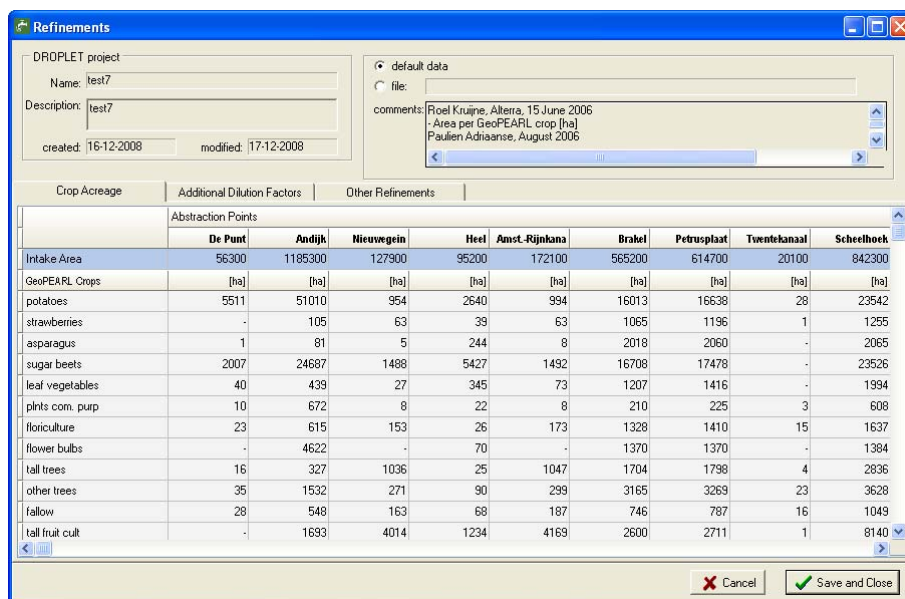 Refinements
DROPLET project
Name: test7
Description: test7
created: 16-12-2008 modified: 17-12-2008
default data
file:
comments: Roel Kruijne, Alterra, 15 June 2006
- Area per GeoPEARL crop [ha]
Paulien Adriaanse, August 2006
Crop Acreage Additional Dilution Factors Other Refinements
Abstraction Points
De Punt Andijk Nieuwegein Heel Amst.-Rijnkana Brakel Petrusplaat Twentekanaal Scheelhoek
Intake Area 56300 1185300 127900 95200 172100 565200 614700 20100 842300
GeoPEARL Crops [ha] [ha] [ha] [ha] [ha] [ha] [ha] [ha] [ha]
potatoes 5511 51010 954 2640 994 16013 16638 28 23542
strawberries - 105 63 39 63 1065 1196 1 1255
asparagus 1 81 5 244 8 2018 2060 - 2065
sugar beets 2007 24687 1488 5427 1492 16708 17478 - 23526
leaf vegetables 40 439 27 345 73 1207 1416 - 1994
plnts com. purp 10 672 8 22 8 210 225 3 608
floriculture 23 615 153 26 173 1328 1410 15 1637
flower bulbs - 4622 - 70 - 1370 1370 - 1384
tall trees 16 327 1036 25 1047 1704 1798 4 2836
other trees 35 1532 271 90 299 3165 3269 23 3628
fallow 28 548 163 68 187 746 787 16 1049
tall fruit cult - 1693 4014 1234 4169 2600 2711 1 8140
Cancel Save and Close